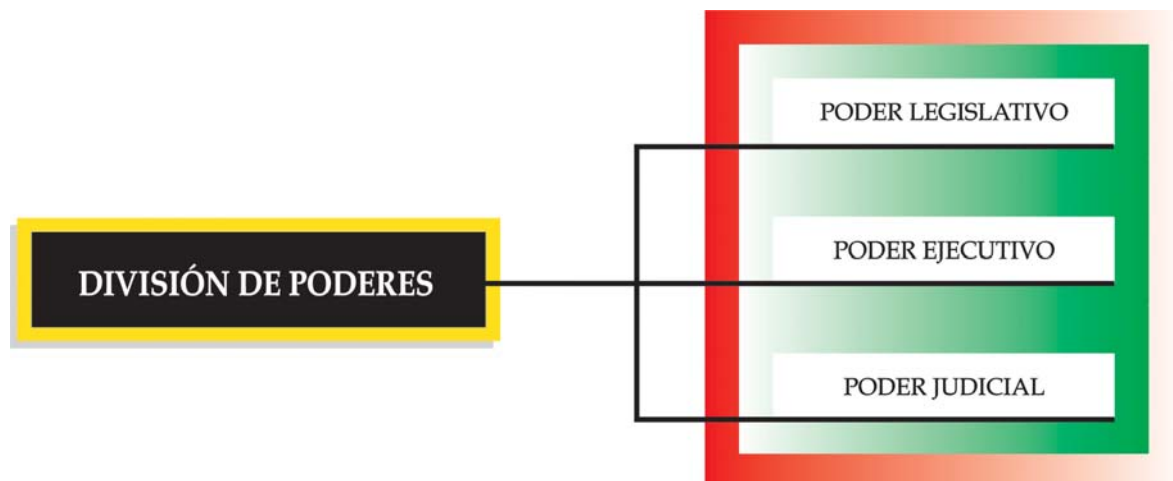 DIVISIÓN DE PODERES
PODER LEGISLATIVO
PODER EJECUTIVO
PODER JUDICIAL